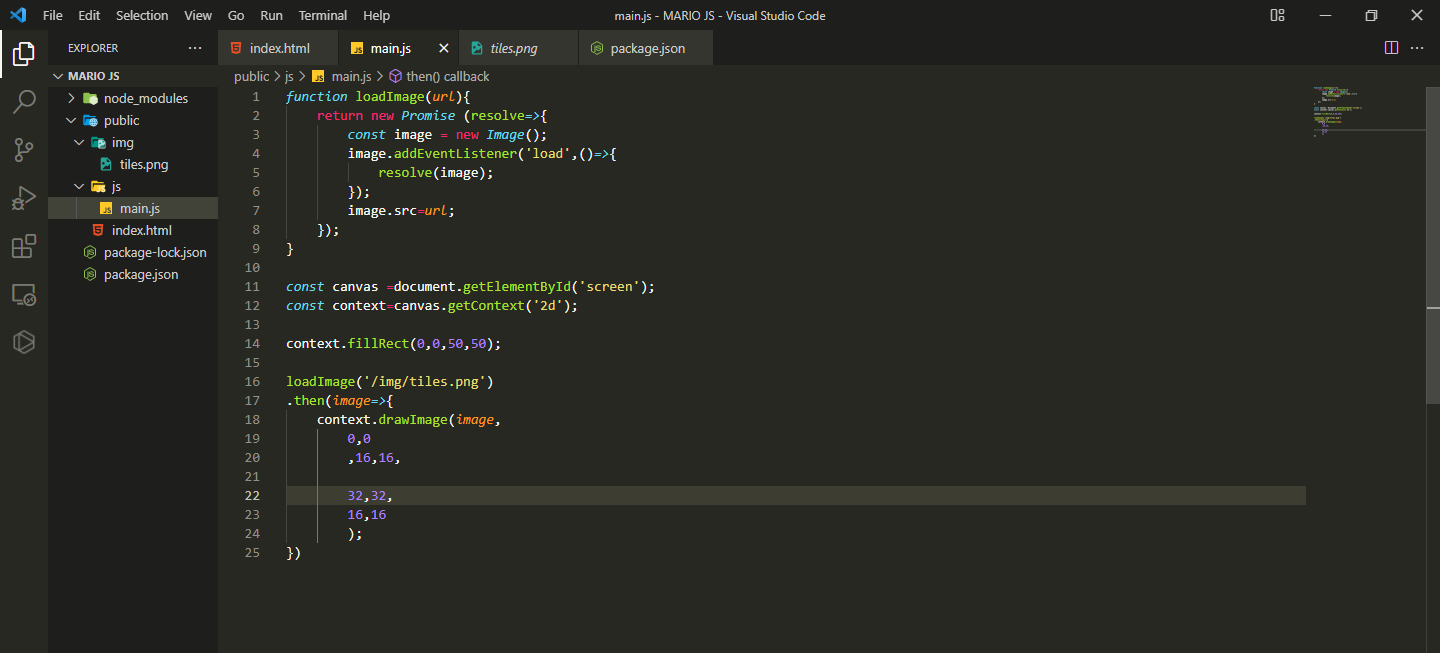 File Edit Selection View Go Run Terminal Help main.js - MARIO JS - Visual Studio Code
EXPLORER ···
MARIO JS
node_modules
public
img
tiles.png
js
main.js
index.html
package-lock.json
package.json
index.html main.js tiles.png package.json
public > js > main.js > then() callback
1 function loadImage(url){
2 return new Promise (resolve=>{
3 const image = new Image();
4 image.addEventListener('load',()=>{
5 resolve(image);
6 });
7 image.src=url;
8 });
9 }
10
11 const canvas =document.getElementById('screen');
12 const context=canvas.getContext('2d');
13
14 context.fillRect(0,0,50,50);
15
16 loadImage('/img/tiles.png')
17 .then(image=>{
18 context.drawImage(image,
19 0,0
20 ,16,16,
21
22 32,32,
23 16,16
24 );
25 })